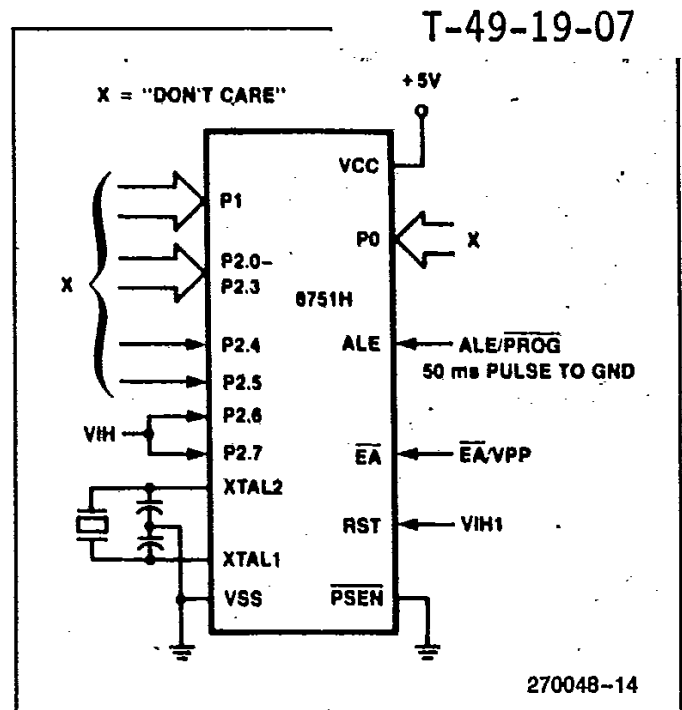 T-49-19-07
X = "DON'T CARE"
+5V
VCC
P1
P0
X
P2.0–
P2.3
X
8751H
P2.4
ALE
ALE/PROG
50 ms PULSE TO GND
P2.5
P2.6
VIH
P2.7
EA
EA/VPP
XTAL2
RST
VIH1
XTAL1
VSS
PSEN
270048–14